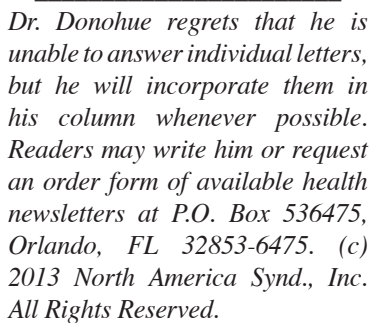 Dr. Donohue regrets that he is
unable to answer individual letters,
but he will incorporate them in
his column whenever possible.
Readers may write him or request
an order form of available health
newsletters at P.O. Box 536475,
Orlando, FL 32853-6475. (c)
2013 North America Synd., Inc.
All Rights Reserved.